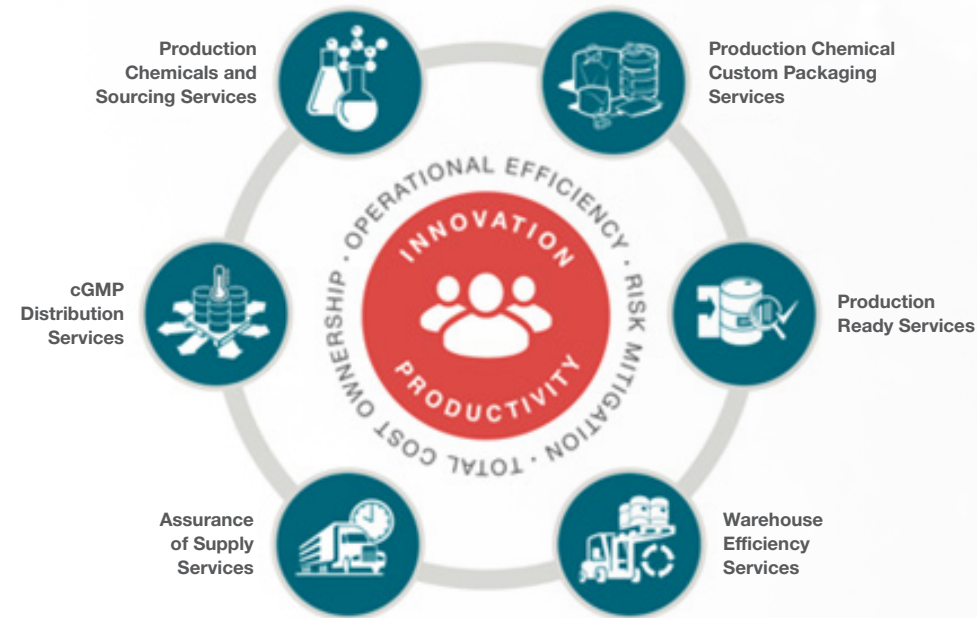 Production
Chemicals and
Sourcing Services
Production Chemical
Custom Packaging
Services
OPERATIONAL EFFICIENCY · RISK MITIGATION · TOTAL COST OWNERSHIP ·
INNOVATION
PRODUCTIVITY
cGMP
Distribution
Services
Production
Ready Services
Assurance
of Supply
Services
Warehouse
Efficiency
Services